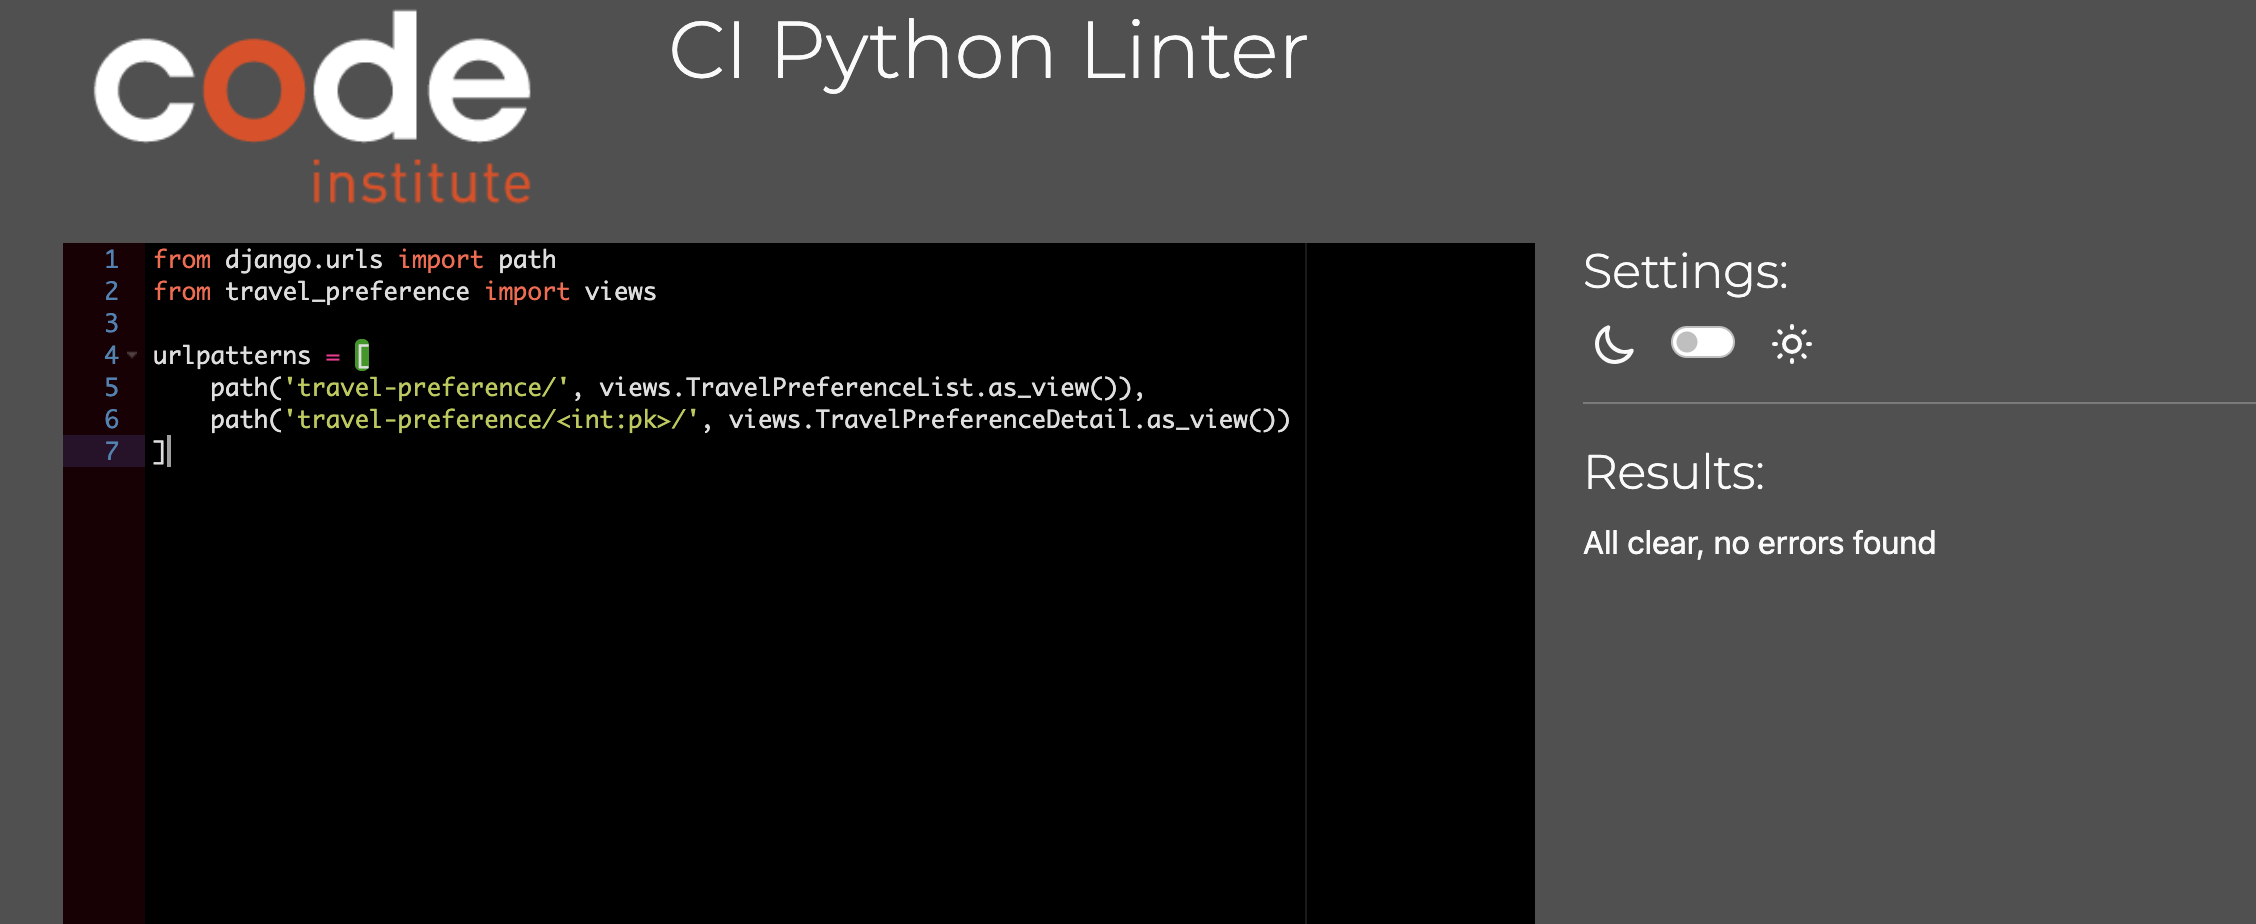 code
institute
CI Python Linter
1 from django.urls import path
2 from travel_preference import views
3
4 urlpatterns = [
5     path('travel-preference/', views.TravelPreferenceList.as_view()),
6     path('travel-preference/<int:pk>/', views.TravelPreferenceDetail.as_view())
7 ]
Settings:
Results:
All clear, no errors found